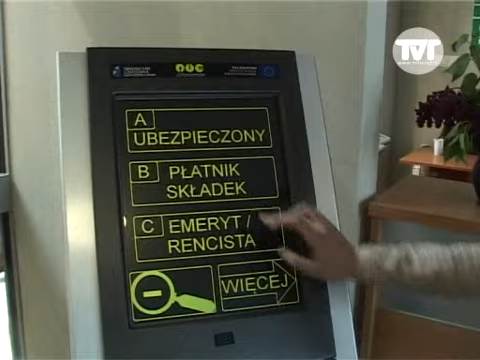 TVT
A
UBEZPIECZONY
B PŁATNIK
SKŁADEK
C EMERYT /
RENCISTA
WIĘCEJ